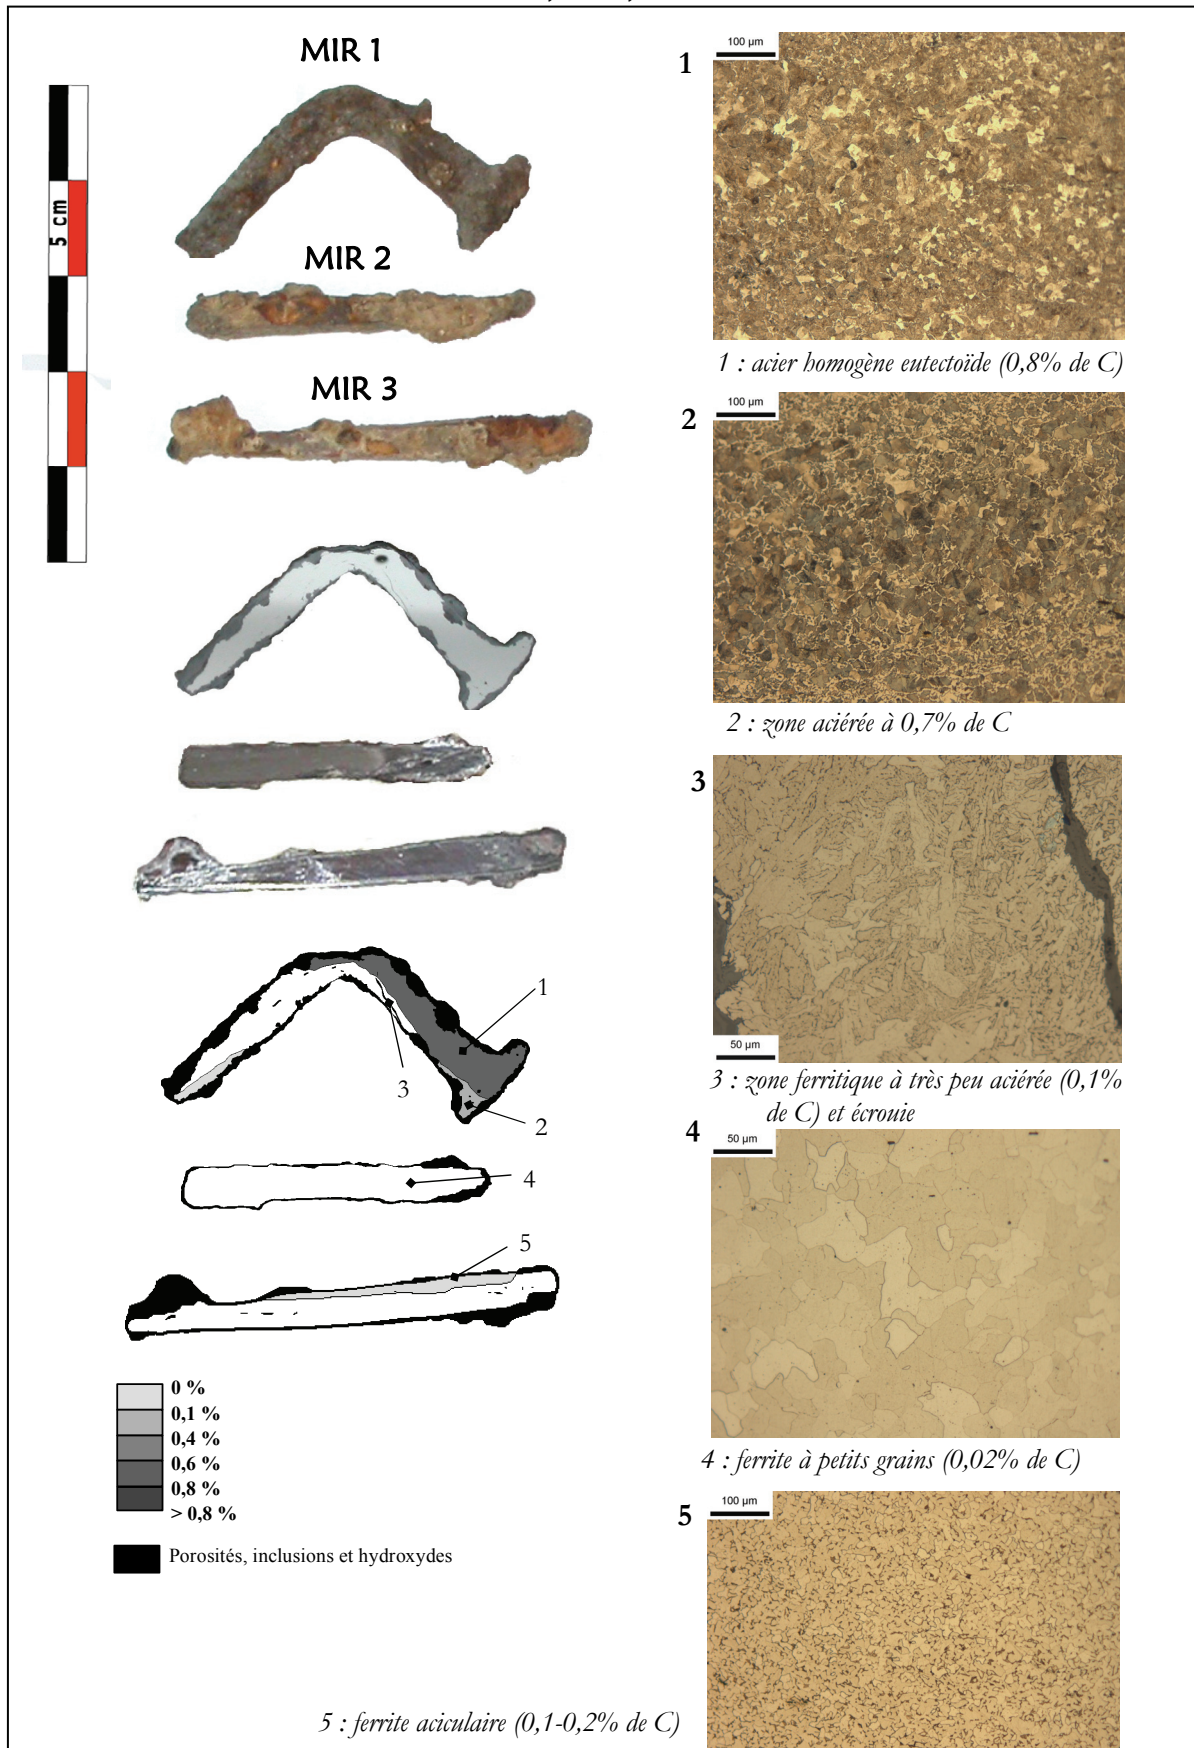 MIR 1
5 cm
MIR 2
MIR 3
1
3
2
4
5
0 %
0,1 %
0,4 %
0,6 %
0,8 %
> 0,8 %
Porosités, inclusions et hydroxydes
1
100 µm
1 : acier homogène eutectoïde (0,8% de C)
2
100 µm
2 : zone aciérée à 0,7% de C
3
50 µm
3 : zone ferritique à très peu aciérée (0,1%
de C) et écrouie
4
50 µm
4 : ferrite à petits grains (0,02% de C)
5
100 µm
5 : ferrite aciculaire (0,1-0,2% de C)